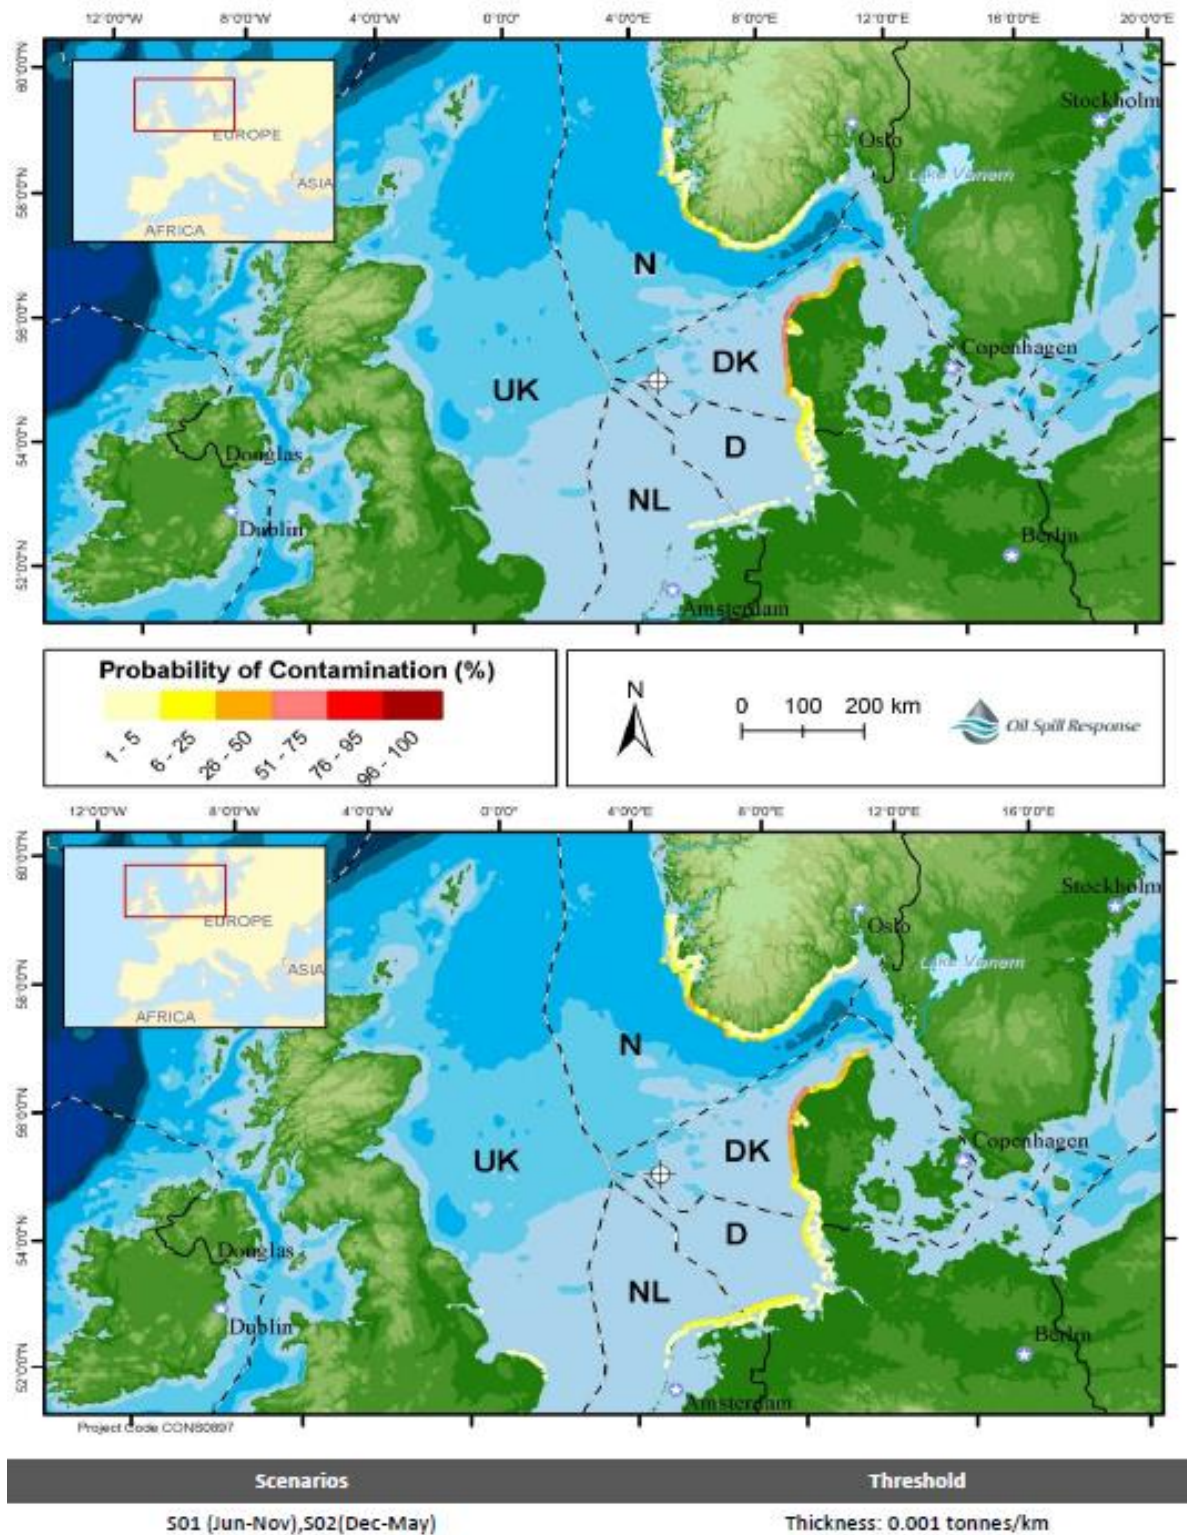 12°0'0"W 8°0'0"W 4°0'0"W 0°0'0" 4°0'0"E 8°0'0"E 12°0'0"E 16°0'0"E 20°0'0"E
60°0'0"N
58°0'0"N
56°0'0"N
54°0'0"N
52°0'0"N
EUROPE
ASIA
AFRICA
Stockholm
Oslo
Lake Vanern
N
Copenhagen
DK
UK
D
Douglas
NL
Dublin
Berlin
Amsterdam
Probability of Contamination (%)
1 - 5
6 - 25
26 - 50
51 - 75
76 - 95
96 - 100
N
0 100 200 km
Oil Spill Response
12°0'0"W 8°0'0"W 4°0'0"W 0°0'0" 4°0'0"E 8°0'0"E 12°0'0"E 16°0'0"E
60°0'0"N
58°0'0"N
56°0'0"N
54°0'0"N
52°0'0"N
EUROPE
ASIA
AFRICA
Stockholm
Oslo
Lake Vanern
N
Copenhagen
DK
UK
D
Douglas
NL
Dublin
Berlin
Amsterdam
Project Code CONS0897
Scenarios Threshold
S01 (Jun-Nov),S02(Dec-May) Thickness: 0.001 tonnes/km